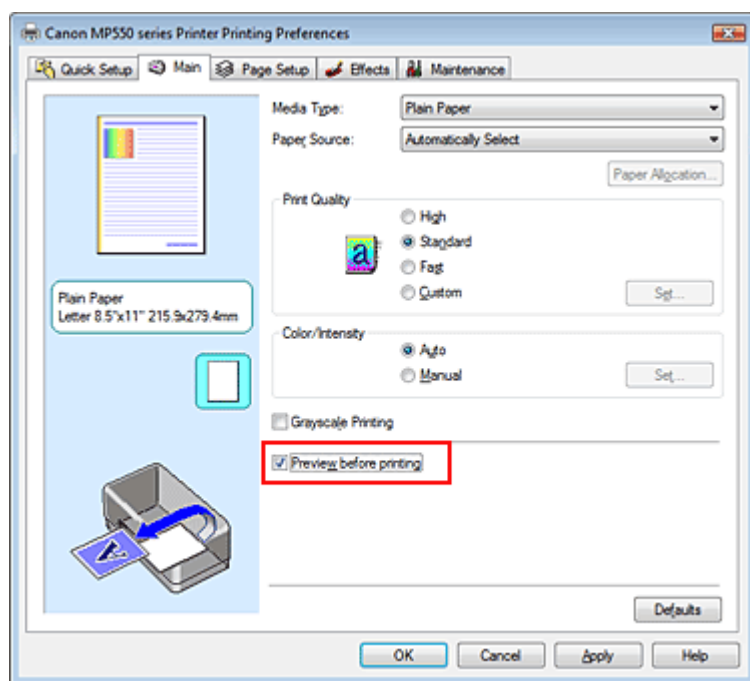 Canon MP550 series Printer Printing Preferences
Quick Setup Main Page Setup Effects Maintenance
Media Type: Plain Paper
Paper Source: Automatically Select
Paper Allocation...
Print Quality
High
a Standard
Fast
Custom Set...
Plain Paper
Letter 8.5"x11" 215.9x279.4mm
Color/Intensity
Auto
Manual Set...
Grayscale Printing
Preview before printing
Defaults
OK Cancel Apply Help